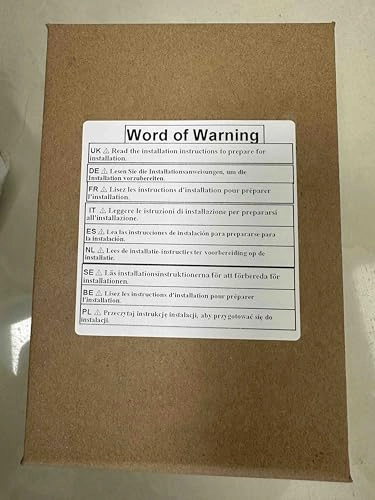 Word of Warning
UK ⚠ Read the installation instructions to prepare for
installation.
DE ⚠ Lesen Sie die Installationsanweisungen, um die
Installation vorzubereiten.
FR ⚠ Lisez les instructions d'installation pour préparer
l'installation.
IT ⚠ Leggere le istruzioni di installazione per prepararsi
all'installazione.
ES ⚠ Lea las instrucciones de instalación para prepararse para
la instalación.
NL ⚠ Lees de installatie-instructies ter voorbereiding op de
installatie.
SE ⚠ Läs installationsinstruktionerna för att förbereda för
installationen.
BE ⚠ Lisez les instructions d'installation pour préparer
l'installation.
PL ⚠ Przeczytaj instrukcję instalacji, aby przygotować się do
instalacji.